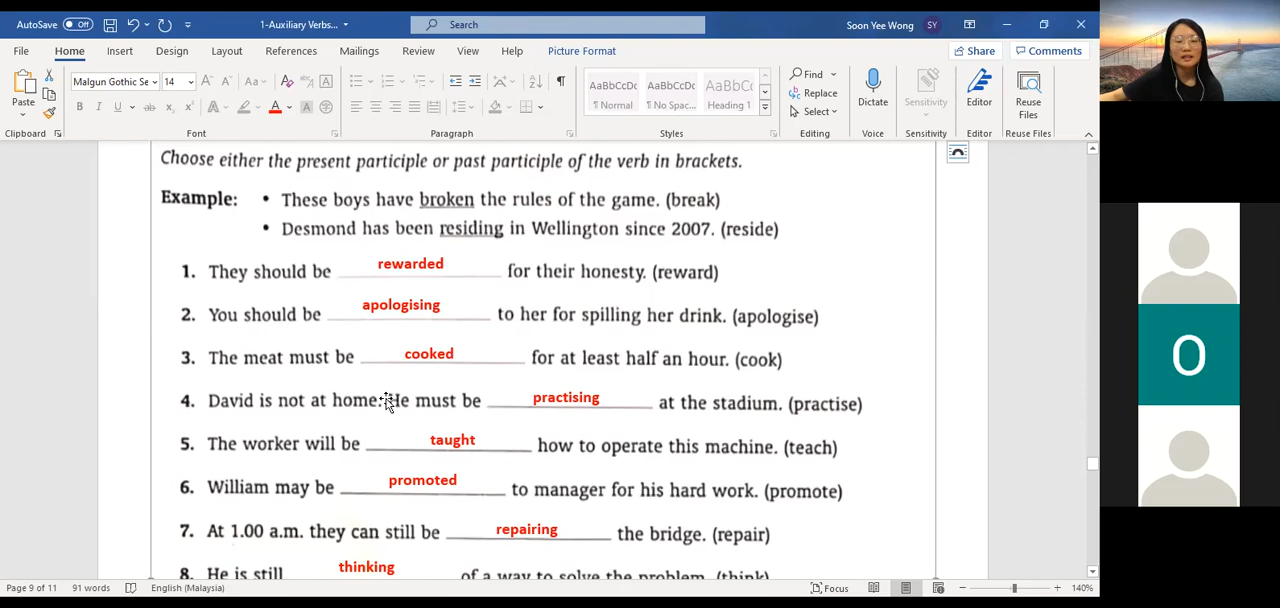 AutoSave Off 1-Auxiliary Verbs... Search Soon Yee Wong SY
File Home Insert Design Layout References Mailings Review View Help Picture Format Share Comments
Paste Malgun Gothic Se 14 AaBbCcDc AaBbCcDc AaBbCc Find Replace Select Dictate Sensitivity Editor Reuse Files
¶ Normal ¶ No Spac... Heading 1
Clipboard Font Paragraph Styles Editing Voice Sensitivity Editor Reuse Files
Choose either the present participle or past participle of the verb in brackets.
Example: • These boys have broken the rules of the game. (break)
• Desmond has been residing in Wellington since 2007. (reside)
1. They should be rewarded for their honesty. (reward)
2. You should be apologising to her for spilling her drink. (apologise)
3. The meat must be cooked for at least half an hour. (cook)
4. David is not at home. He must be practising at the stadium. (practise)
5. The worker will be taught how to operate this machine. (teach)
6. William may be promoted to manager for his hard work. (promote)
7. At 1.00 a.m. they can still be repairing the bridge. (repair)
8. He is still thinking of a way to solve the problem. (think)
O
Page 9 of 11 91 words English (Malaysia) Focus 140%